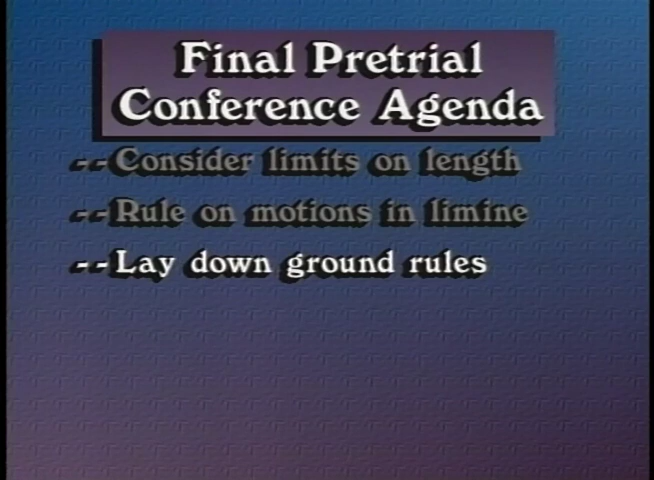 Final Pretrial
Conference Agenda
--Consider limits on length
--Rule on motions in limine
--Lay down ground rules